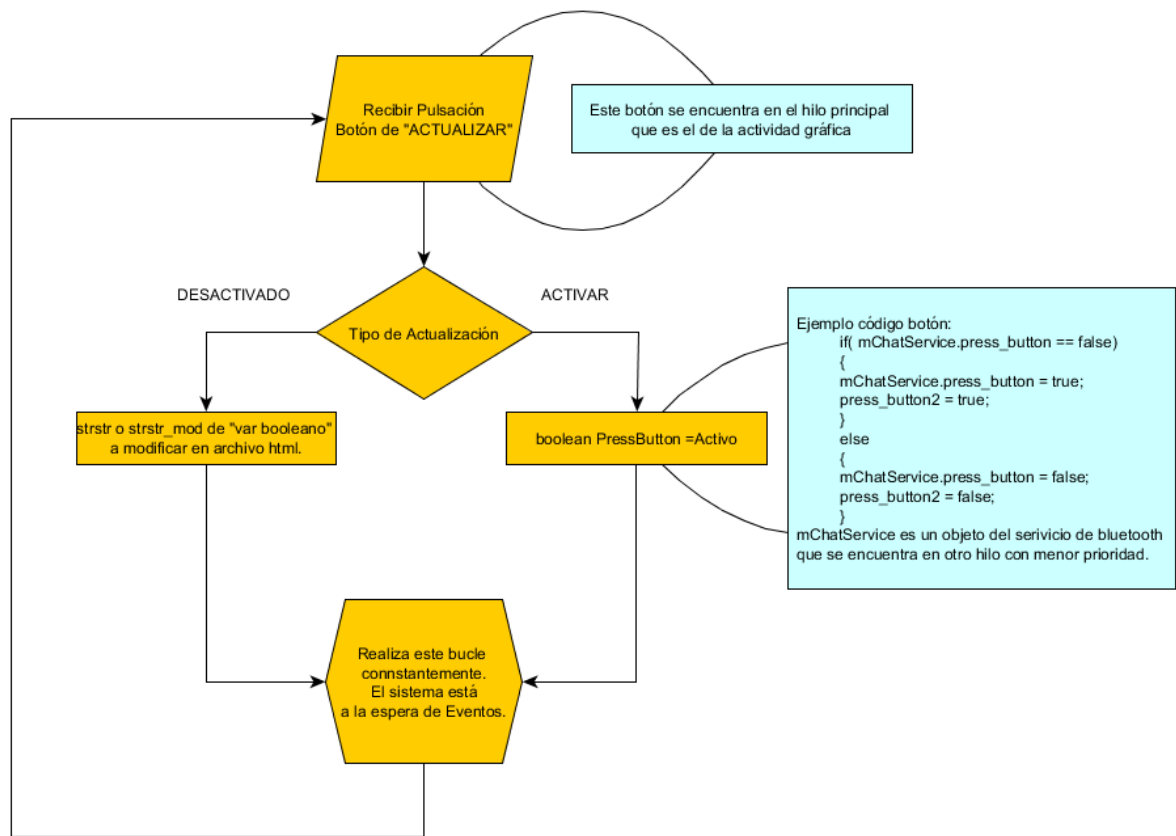 Recibir Pulsación
Botón de "ACTUALIZAR"
Este botón se encuentra en el hilo principal
que es el de la actividad gráfica
DESACTIVADO
ACTIVAR
Tipo de Actualización
strstr o strstr_mod de "var booleano"
a modificar en archivo html.
boolean PressButton =Activo
Ejemplo código botón:
if( mChatService.press_button == false)
{
mChatService.press_button = true;
press_button2 = true;
}
else
{
mChatService.press_button = false;
press_button2 = false;
}
mChatService es un objeto del serivicio de bluetooth
que se encuentra en otro hilo con menor prioridad.
Realiza este bucle
connstantemente.
El sistema está
a la espera de Eventos.